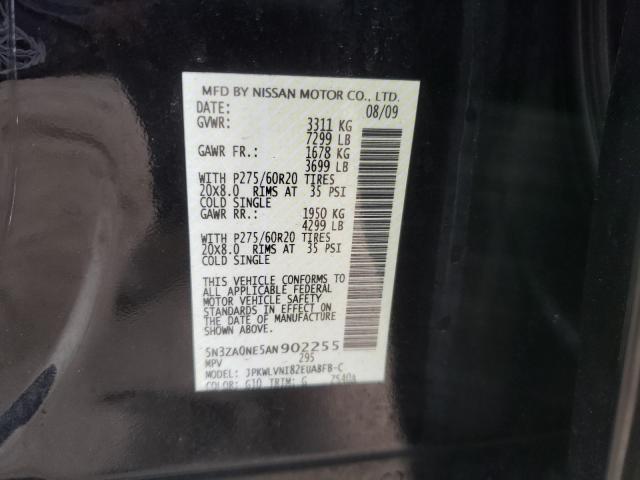 MFD BY NISSAN MOTOR CO., LTD.
DATE: 08/09
GVWR: 3311 KG
7299 LB
GAWR FR.: 1678 KG
3699 LB
WITH P275/60R20 TIRES
20X8.0 RIMS AT 35 PSI
COLD SINGLE
GAWR RR.: 1950 KG
4299 LB
WITH P275/60R20 TIRES
20X8.0 RIMS AT 35 PSI
COLD SINGLE
THIS VEHICLE CONFORMS TO
ALL APPLICABLE FEDERAL
MOTOR VEHICLE SAFETY
STANDARDS IN EFFECT ON
THE DATE OF MANUFACTURE
SHOWN ABOVE.
5N3ZA0NE5AN902255
MPV 295
MODEL: JPKWLVNI82EUA8FB-C
COLOR: G10 TRIM: G Z540A